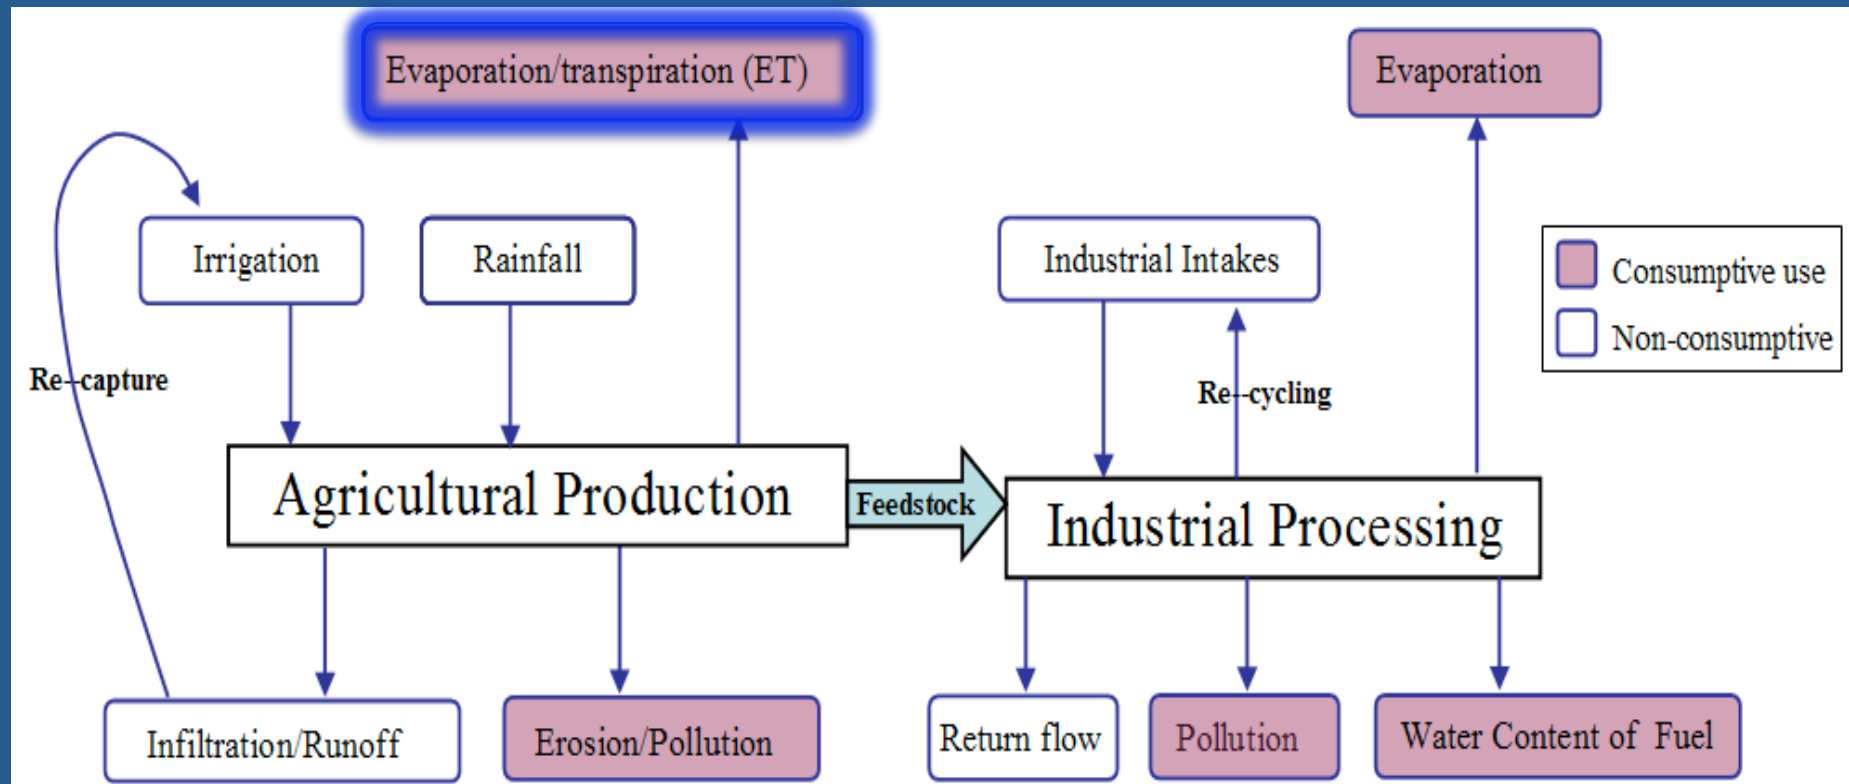 Evaporation/transpiration (ET)
Evaporation
Irrigation
Rainfall
Industrial Intakes
Consumptive use
Non-consumptive
Re--capture
Re--cycling
Agricultural Production
Feedstock
Industrial Processing
Infiltration/Runoff
Erosion/Pollution
Return flow
Pollution
Water Content of Fuel